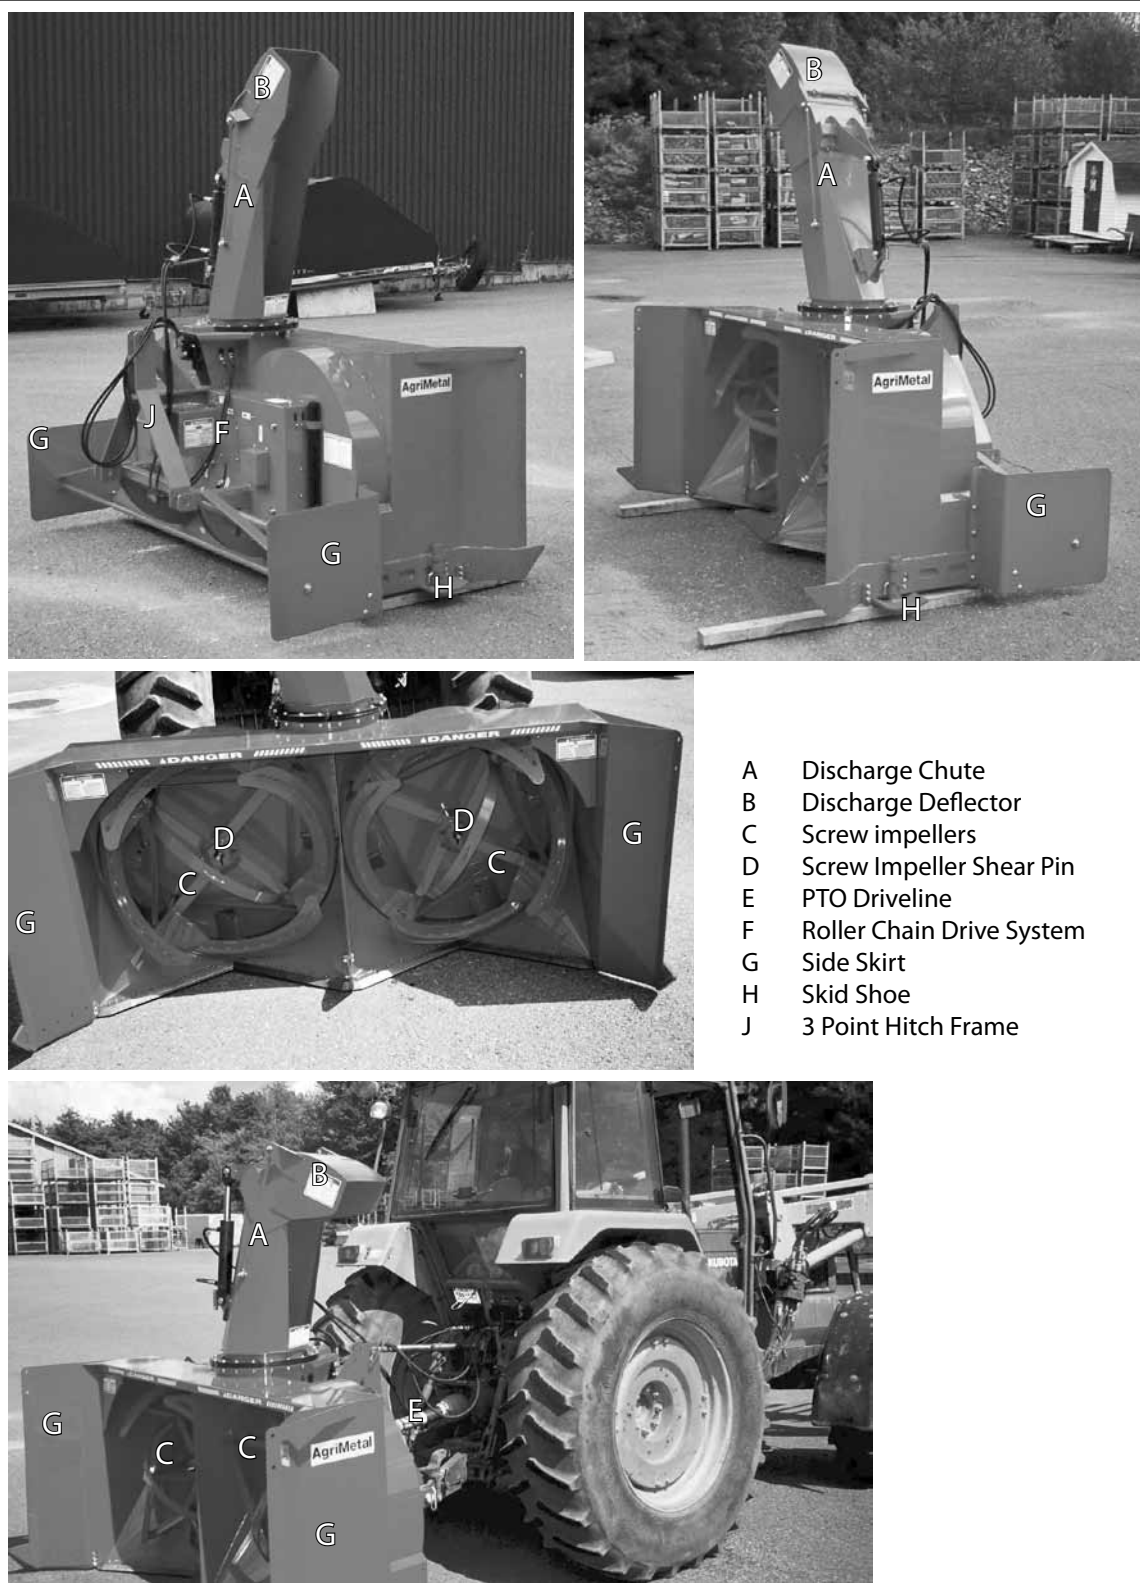 B
A
J
F
G
AgriMetal
G
H
B
A
AgriMetal
G
H
DANGER
DANGER
D
D
C
C
G
G
A Discharge Chute
B Discharge Deflector
C Screw impellers
D Screw Impeller Shear Pin
E PTO Driveline
F Roller Chain Drive System
G Side Skirt
H Skid Shoe
J 3 Point Hitch Frame
B
A
KUBOTA
E
G
C
C
DANGER
AgriMetal
G